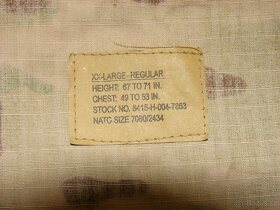 XX-LARGE-REGULAR
HEIGHT: 67 TO 71 IN.
CHEST: 49 TO 53 IN.
STOCK NO. 8415-H-004-7853
NATC SIZE 7080/2434